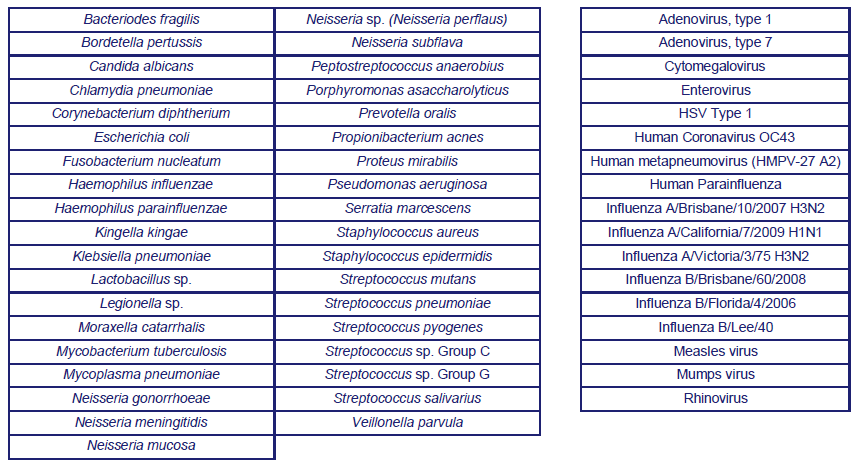 Bacteriodes fragilis
Bordetella pertussis
Candida albicans
Chlamydia pneumoniae
Corynebacterium diphtherium
Escherichia coli
Fusobacterium nucleatum
Haemophilus influenzae
Haemophilus parainfluenzae
Kingella kingae
Klebsiella pneumoniae
Lactobacillus sp.
Legionella sp.
Moraxella catarrhalis
Mycobacterium tuberculosis
Mycoplasma pneumoniae
Neisseria gonorrhoeae
Neisseria meningitidis
Neisseria mucosa
Neisseria sp. (Neisseria perflaus)
Neisseria subflava
Peptostreptococcus anaerobius
Porphyromonas asaccharolyticus
Prevotella oralis
Propionibacterium acnes
Proteus mirabilis
Pseudomonas aeruginosa
Serratia marcescens
Staphylococcus aureus
Staphylococcus epidermidis
Streptococcus mutans
Streptococcus pneumoniae
Streptococcus pyogenes
Streptococcus sp. Group C
Streptococcus sp. Group G
Streptococcus salivarius
Veillonella parvula
Adenovirus, type 1
Adenovirus, type 7
Cytomegalovirus
Enterovirus
HSV Type 1
Human Coronavirus OC43
Human metapneumovirus (HMPV-27 A2)
Human Parainfluenza
Influenza A/Brisbane/10/2007 H3N2
Influenza A/California/7/2009 H1N1
Influenza A/Victoria/3/75 H3N2
Influenza B/Brisbane/60/2008
Influenza B/Florida/4/2006
Influenza B/Lee/40
Measles virus
Mumps virus
Rhinovirus